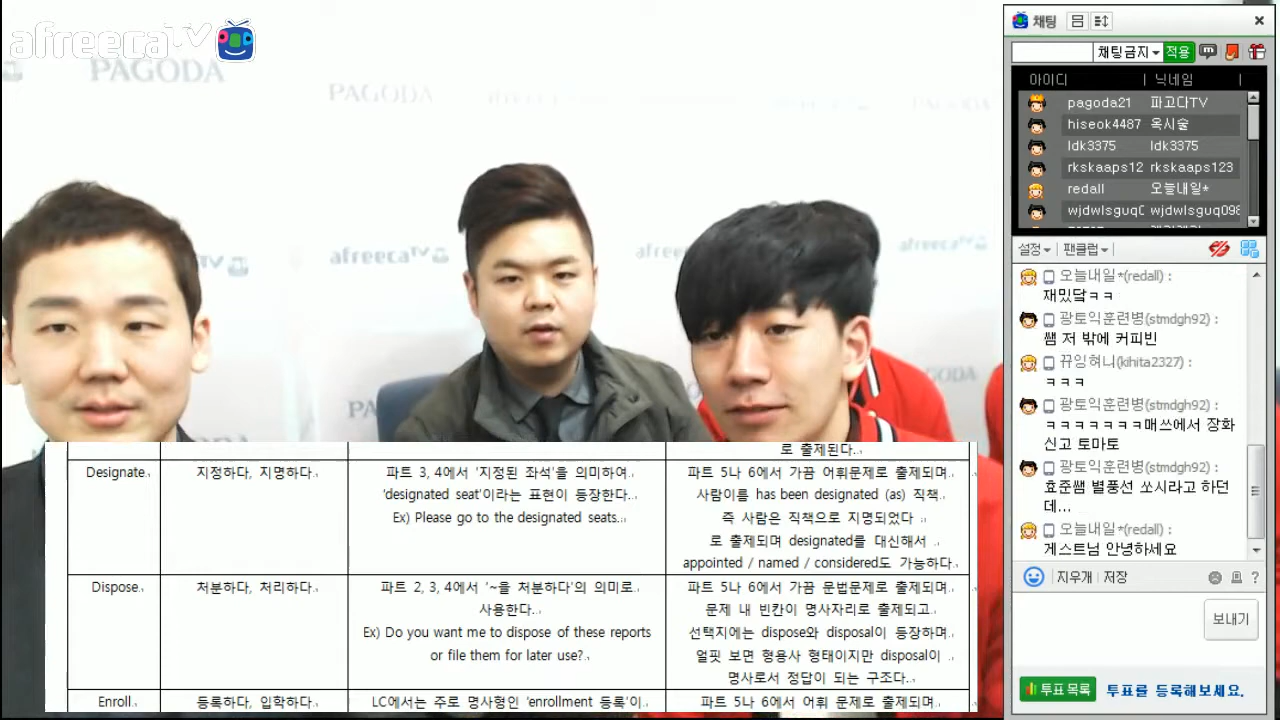 afreecaTV
PAGODA
PAGODA
afreecaTV
afreecaTV
TV
PAGODA
로 출제된다.
Designate.
지정하다, 지명하다.
파트 3, 4에서 '지정된 좌석'을 의미하여
'designated seat'이라는 표현이 등장한다.
Ex) Please go to the designated seats.
파트 5나 6에서 가끔 어휘문제로 출제되며
사람이름 has been designated (as) 직책
즉 사람은 직책으로 지명되었다
로 출제되며 designated를 대신해서
appointed / named / considered도 가능하다.
Dispose
처분하다, 처리하다.
파트 2, 3, 4에서 '~을 처분하다'의 의미로
사용한다.
Ex) Do you want me to dispose of these reports
or file them for later use?
파트 5나 6에서 가끔 문법문제로 출제되며
문제 내 빈칸이 명사자리로 출제되고
선택지에는 dispose와 disposal이 등장하며
얼핏 보면 형용사 형태이지만 disposal이
명사로서 정답이 되는 구조다.
Enroll
등록하다, 입학하다.
LC에서는 주로 명사형인 'enrollment 등록'이
파트 5나 6에서 어휘 문제로 출제되며
채팅
채팅금지 적용
아이디 닉네임
pagoda21 파고다TV
hiseok4487 옥시술
ldk3375 ldk3375
rkskaaps12 rkskaaps123
redall 오늘내일*
wjdwlsguq0 wjdwlsguq098
설정 팬클럽
오늘내일*(redall) :
재밌닼ㅋㅋ
광토익훈련병(stmdgh92) :
쌤 저 밖에 커피빈
뀨잉혀니(kihita2327) :
ㅋㅋㅋ
광토익훈련병(stmdgh92) :
ㅋㅋㅋㅋㅋㅋㅋ매쓰에서 장화
신고 토마토
광토익훈련병(stmdgh92) :
효준쌤 별풍선 쏘시라고 하던
데...
오늘내일*(redall) :
게스트님 안녕하세요
지우개 저장
보내기
투표 목록 투표를 등록해보세요.